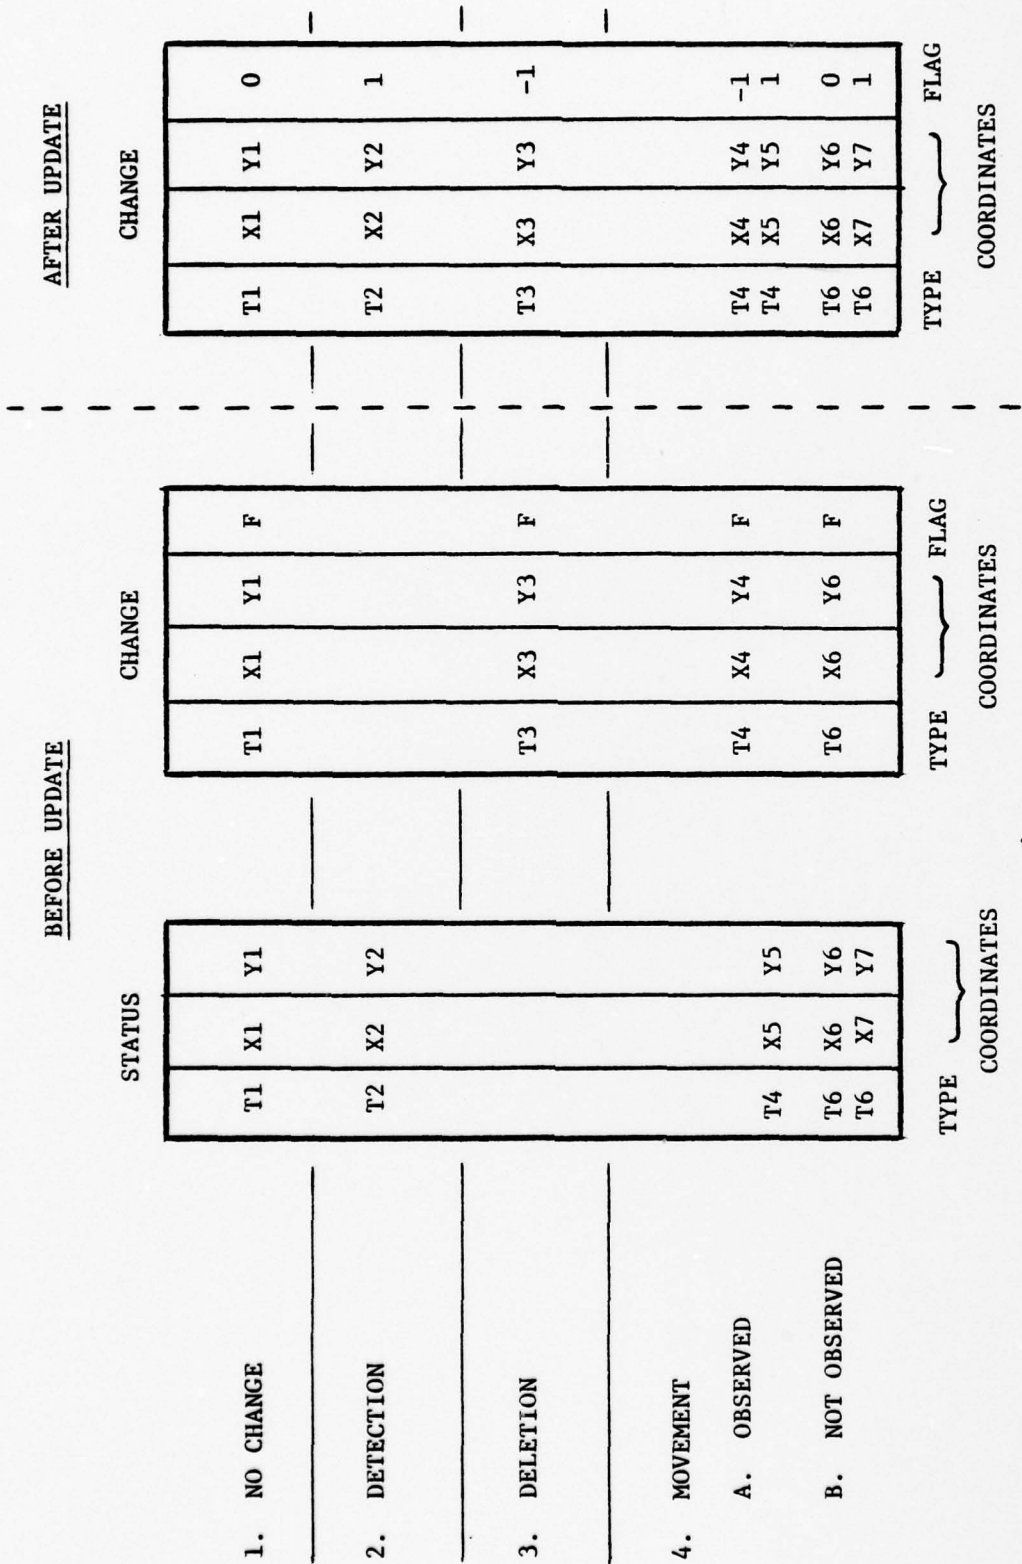 BEFORE UPDATE AFTER UPDATE
STATUS CHANGE CHANGE
1. NO CHANGE T1 X1 Y1 T1 X1 Y1 F T1 X1 Y1 0
2. DETECTION T2 X2 Y2 T2 X2 Y2 1
3. DELETION T3 X3 Y3 F T3 X3 Y3 -1
4. MOVEMENT
A. OBSERVED T4 X4 Y4 F T4 X4 Y4 -1
T4 X5 Y5 T4 X5 Y5 1
B. NOT OBSERVED T6 X6 Y6 T6 X6 Y6 F T6 X6 Y6 0
T6 X7 Y7 T6 X7 Y7 1
TYPE TYPE FLAG TYPE FLAG
COORDINATES COORDINATES COORDINATES